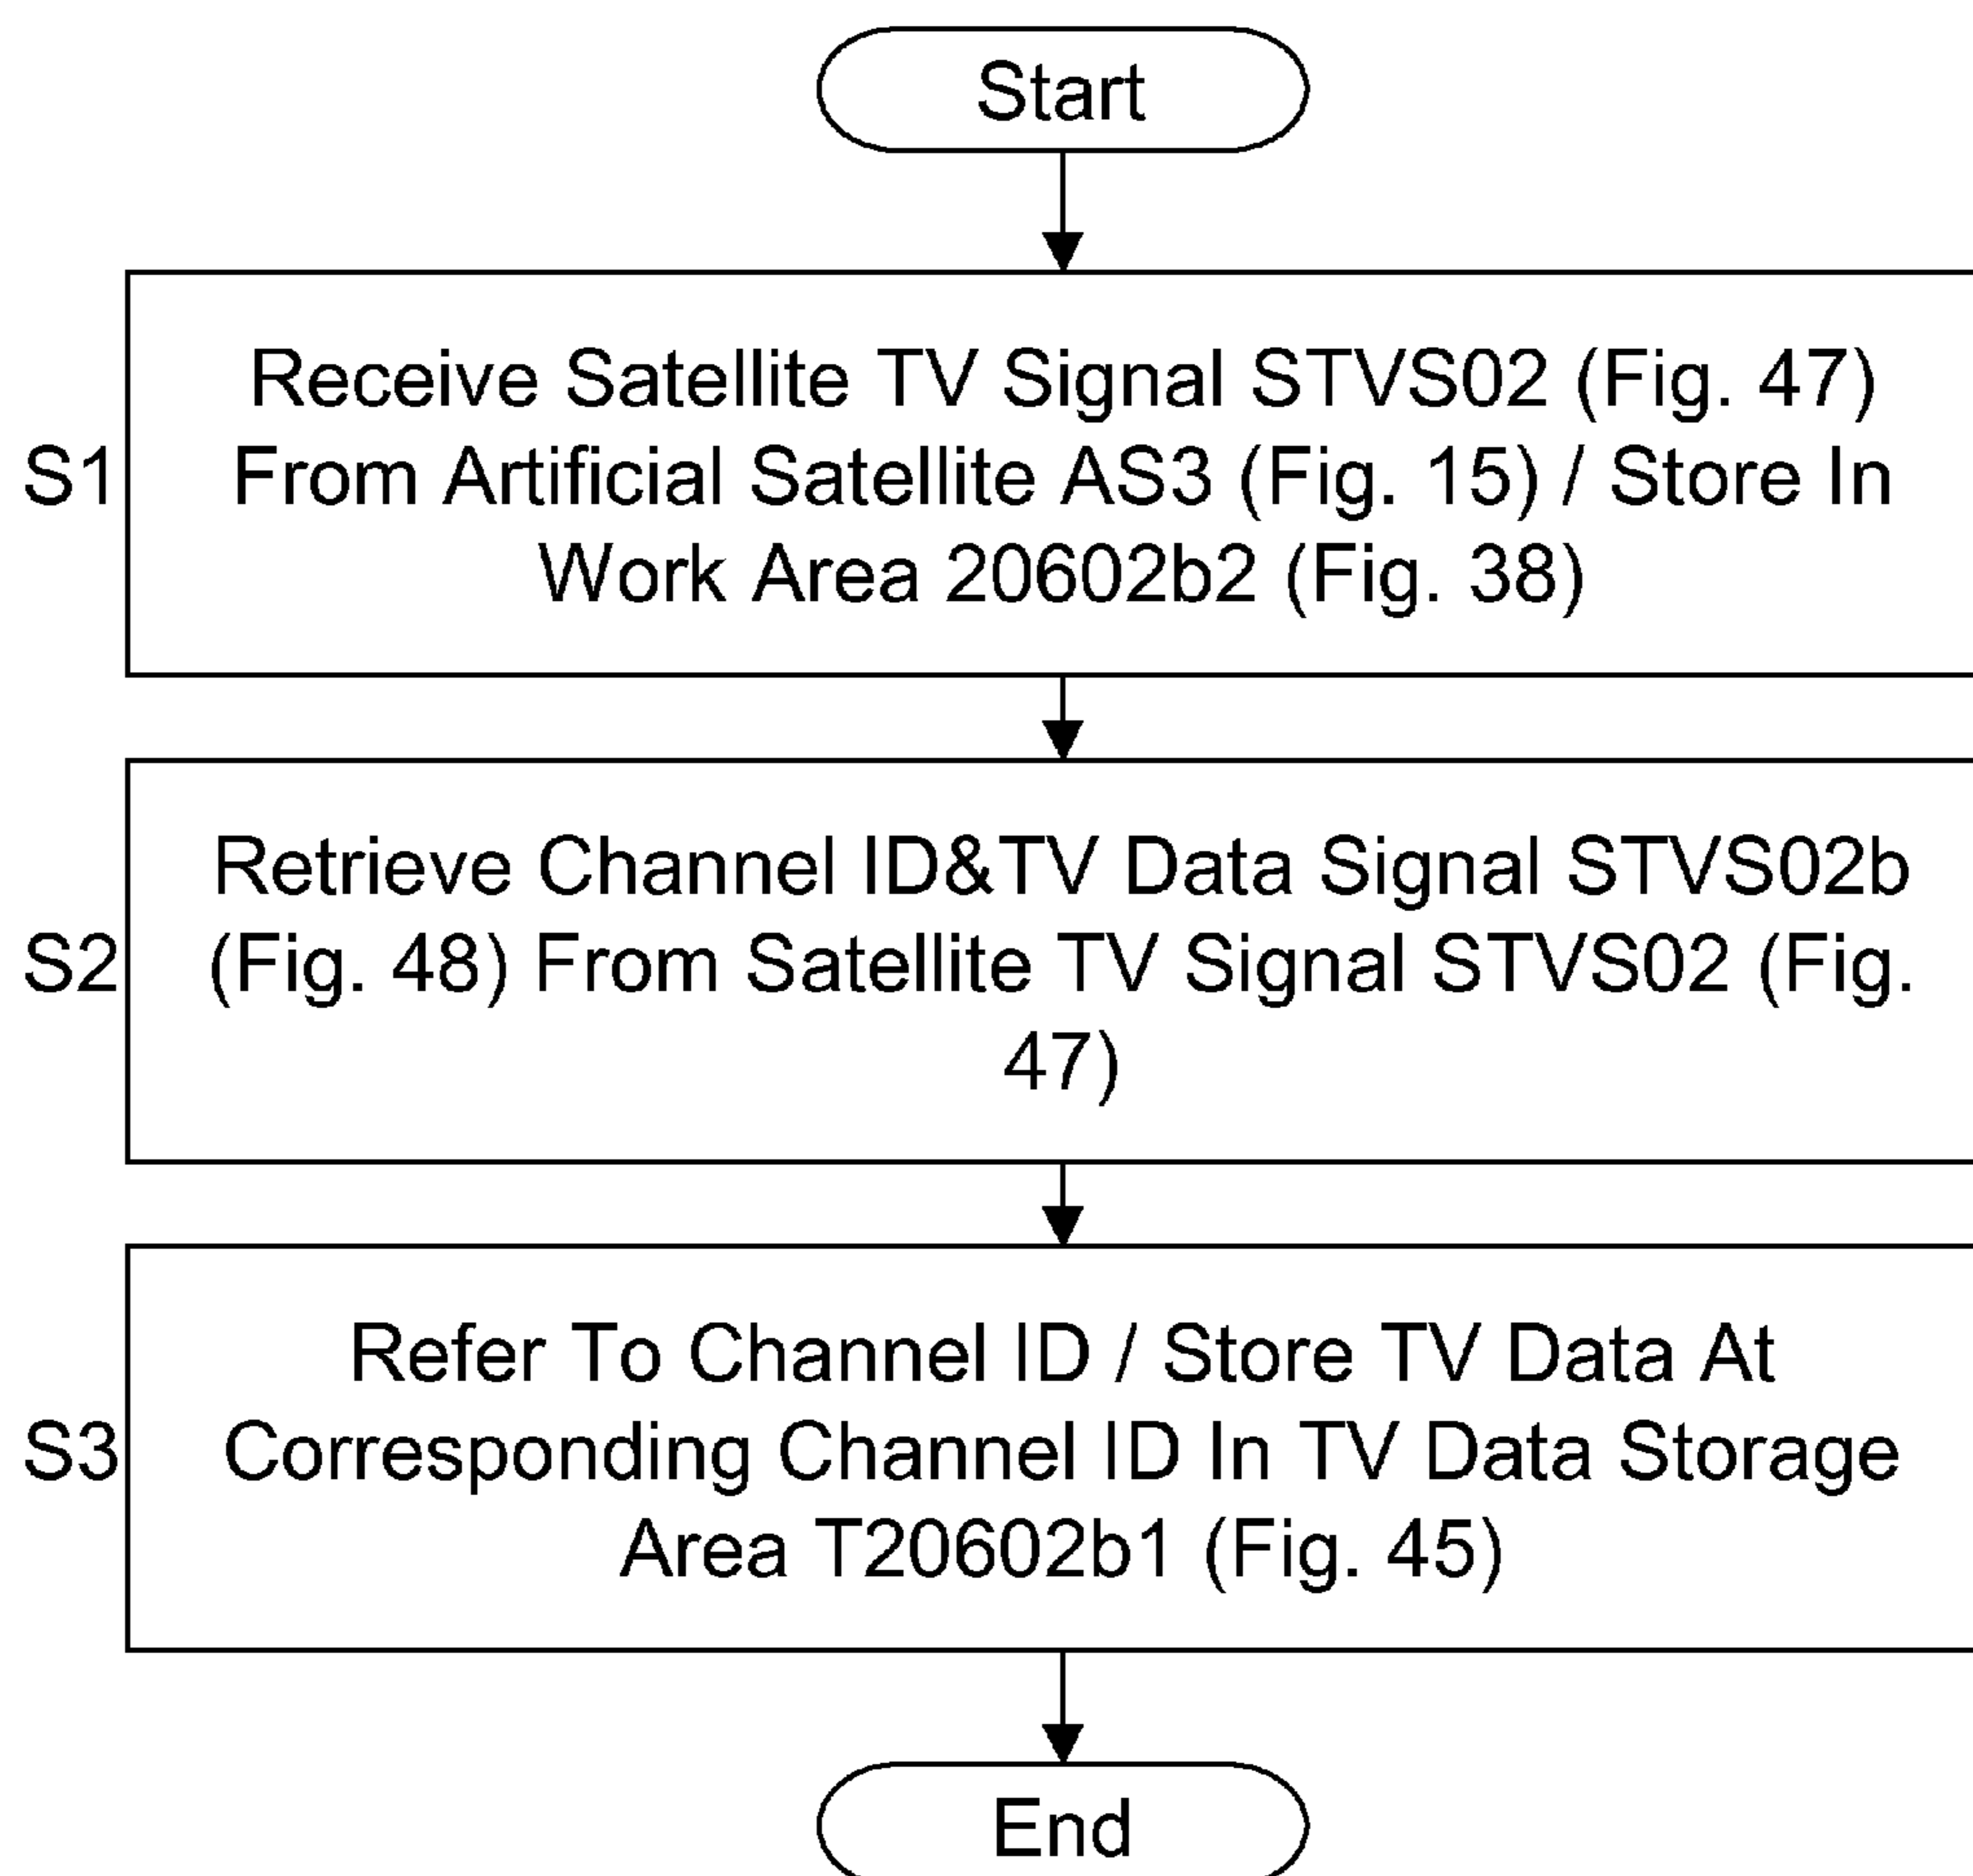 Start
Receive Satellite TV Signal STVS02 (Fig. 47)
S1 From Artificial Satellite AS3 (Fig. 15) / Store In
Work Area 20602b2 (Fig. 38)
Retrieve Channel ID&TV Data Signal STVS02b
S2 (Fig. 48) From Satellite TV Signal STVS02 (Fig.
47)
Refer To Channel ID / Store TV Data At
S3 Corresponding Channel ID In TV Data Storage
Area T20602b1 (Fig. 45)
End